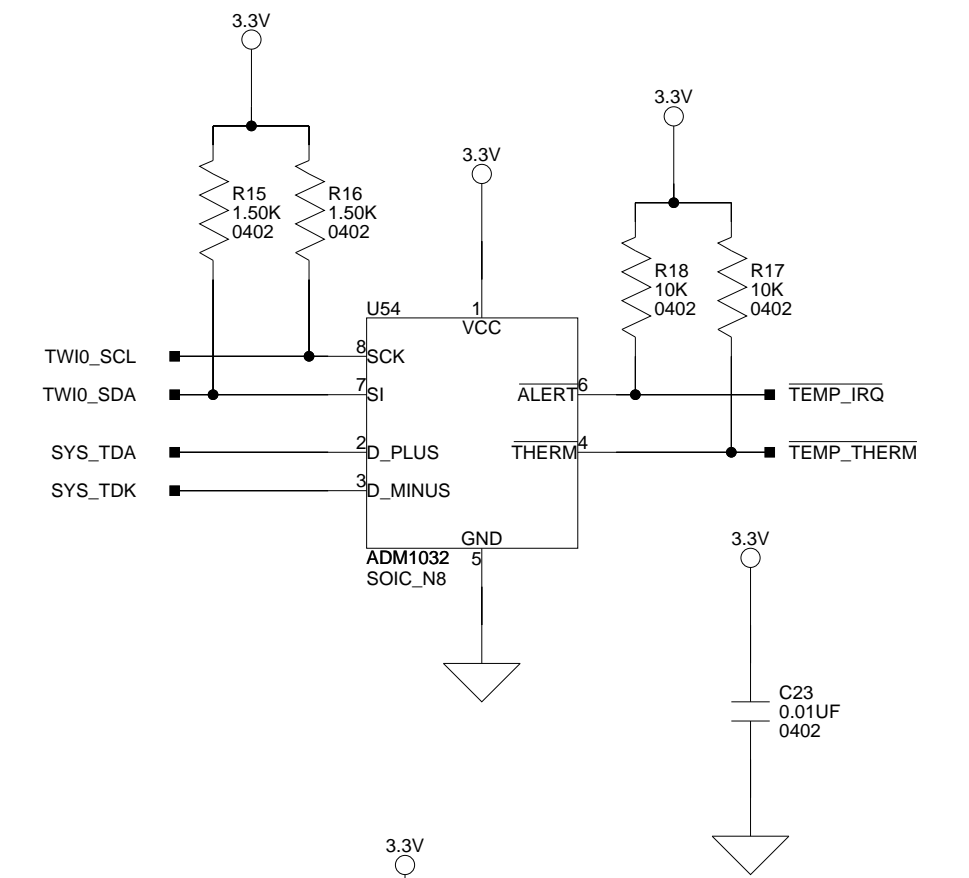 3.3V
3.3V
3.3V
R15
1.50K
0402
R16
1.50K
0402
R18
10K
0402
R17
10K
0402
U54
1
VCC
TWI0_SCL
8
SCK
TWI0_SDA
7
SI
ALERT
6
TEMP_IRQ
SYS_TDA
2
D_PLUS
THERM
4
TEMP_THERM
SYS_TDK
3
D_MINUS
GND
5
ADM1032
SOIC_N8
3.3V
C23
0.01UF
0402
3.3V